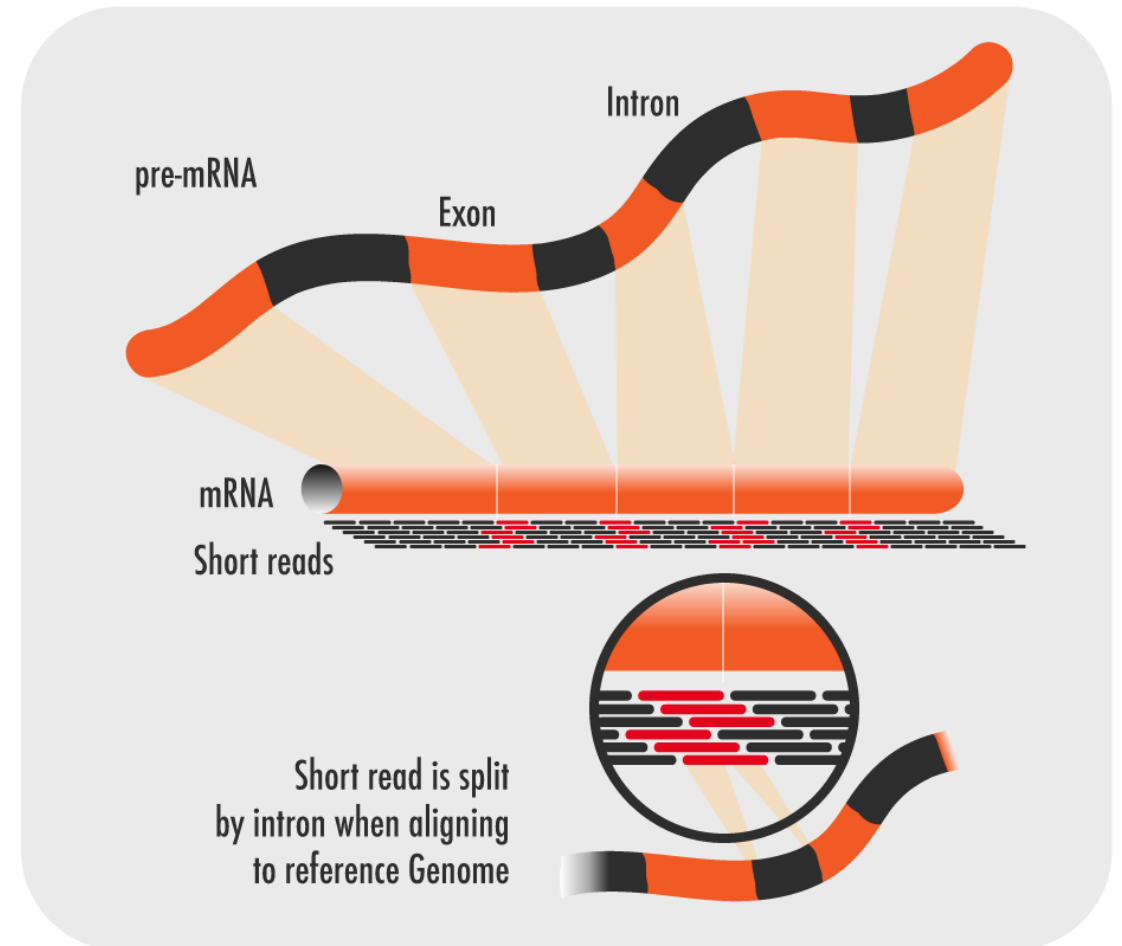 Intron
pre-mRNA
Exon
mRNA
Short reads
Short read is split
by intron when aligning
to reference Genome